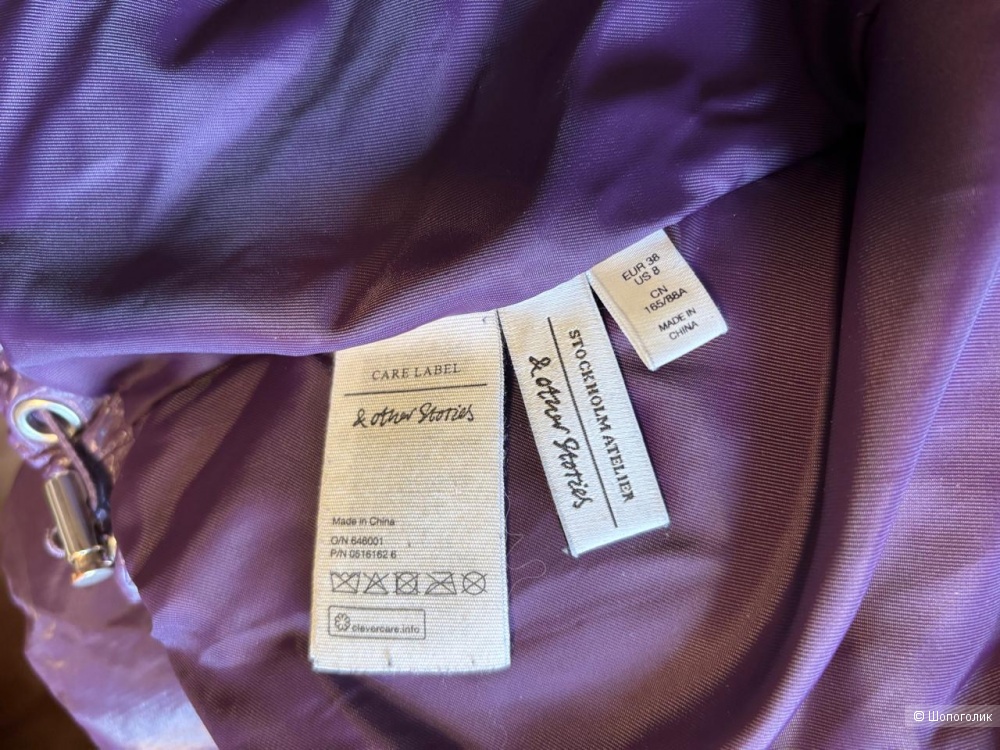 CARE LABEL
& other Stories
Made in China
O/N 646001
P/N 0516162 6
clevercare.info
STOCKHOLM ATELIER
& other Stories
EUR 38
US 8
CN
165/88A
MADE IN
CHINA
© Шопоголик